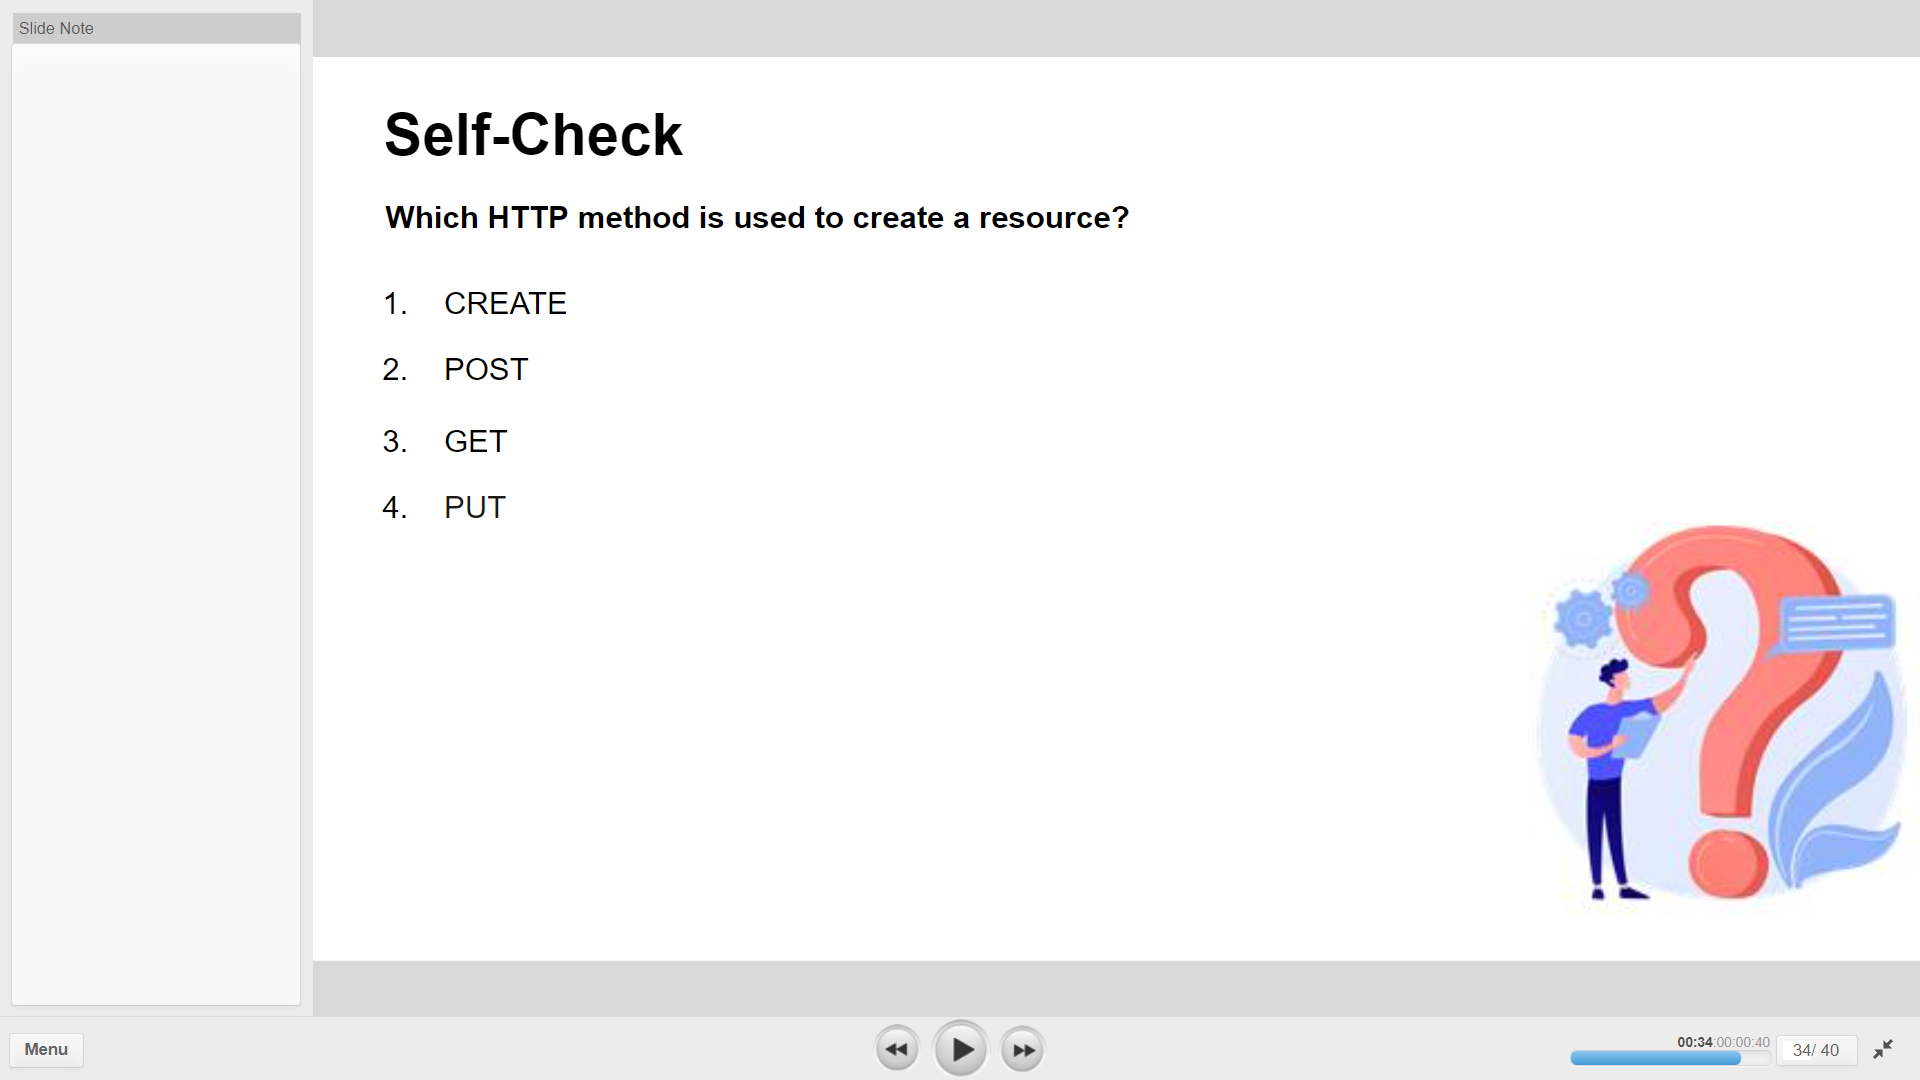 Slide Note
Self-Check
Which HTTP method is used to create a resource?
1. CREATE
2. POST
3. GET
4. PUT
Menu
00:34:00:00:40
34/ 40